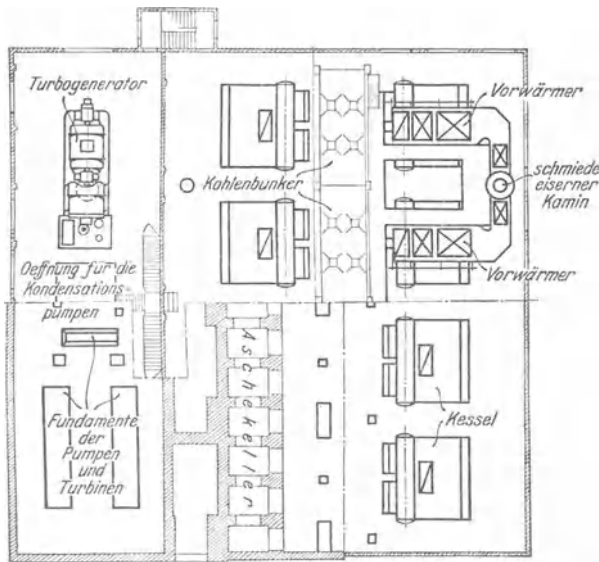 Turbogenerator
Vorwärmer
Kohlenbunker
schmiede
eiserner
Kamin
Vorwärmer
Oeffnung für die
Kondensations
pumpen
Aschekeller
Fundamente
der
Pumpen
und
Turbinen
Kessel